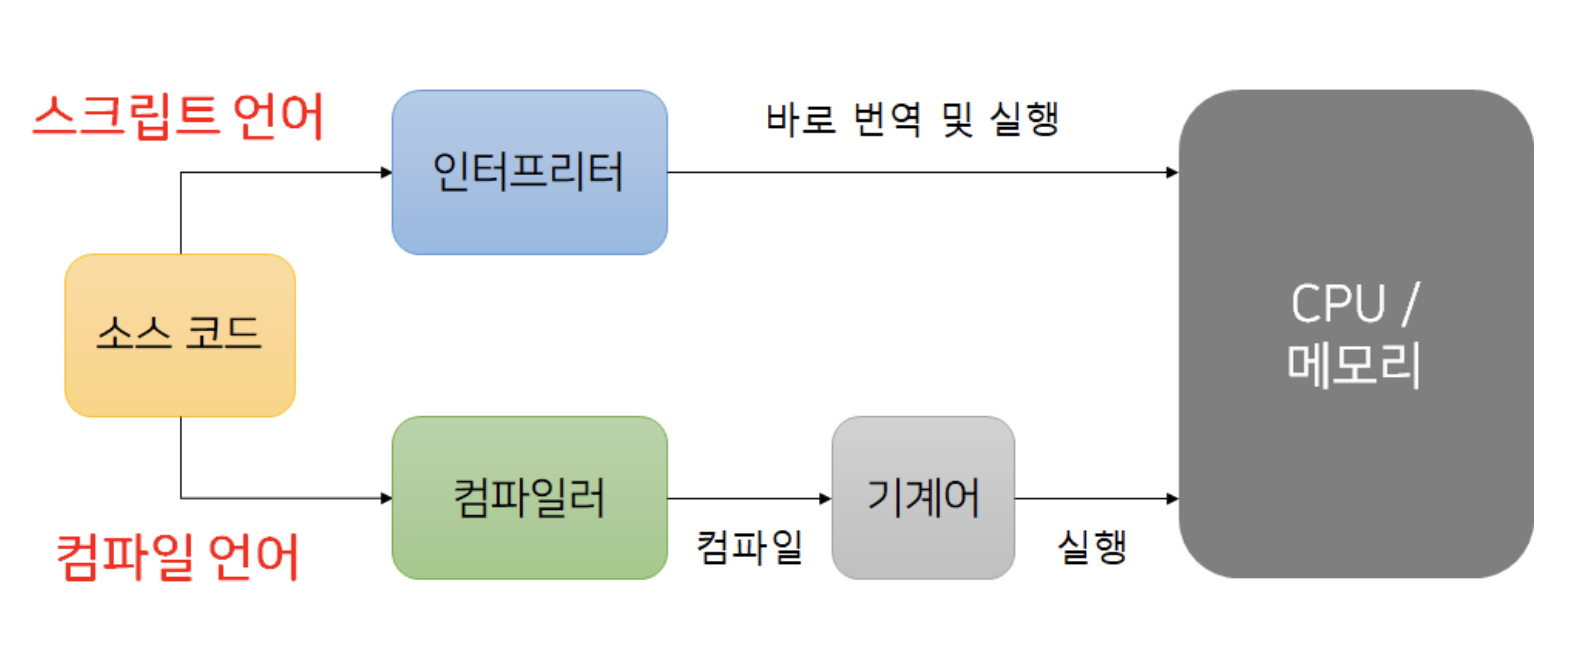 스크립트 언어
인터프리터
바로 번역 및 실행
소스 코드
CPU /
메모리
컴파일러
기계어
컴파일
실행
컴파일 언어